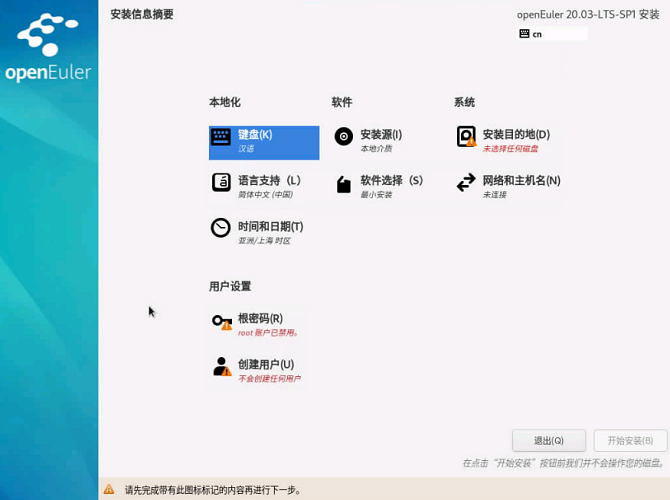 安装信息摘要
openEuler 20.03-LTS-SP1 安装
cn
openEuler
本地化
软件
系统
键盘(K)
汉语
安装源(I)
本地介质
安装目的地(D)
未选择任何磁盘
语言支持（L）
简体中文 (中国)
软件选择（S）
最小安装
网络和主机名(N)
未连接
时间和日期(T)
亚洲/上海 时区
用户设置
根密码(R)
root 账户已禁用。
创建用户(U)
不会创建任何用户
退出(Q)
开始安装(B)
在点击“开始安装”按钮前我们并不会操作您的磁盘。
请先完成带有此图标标记的内容再进行下一步。